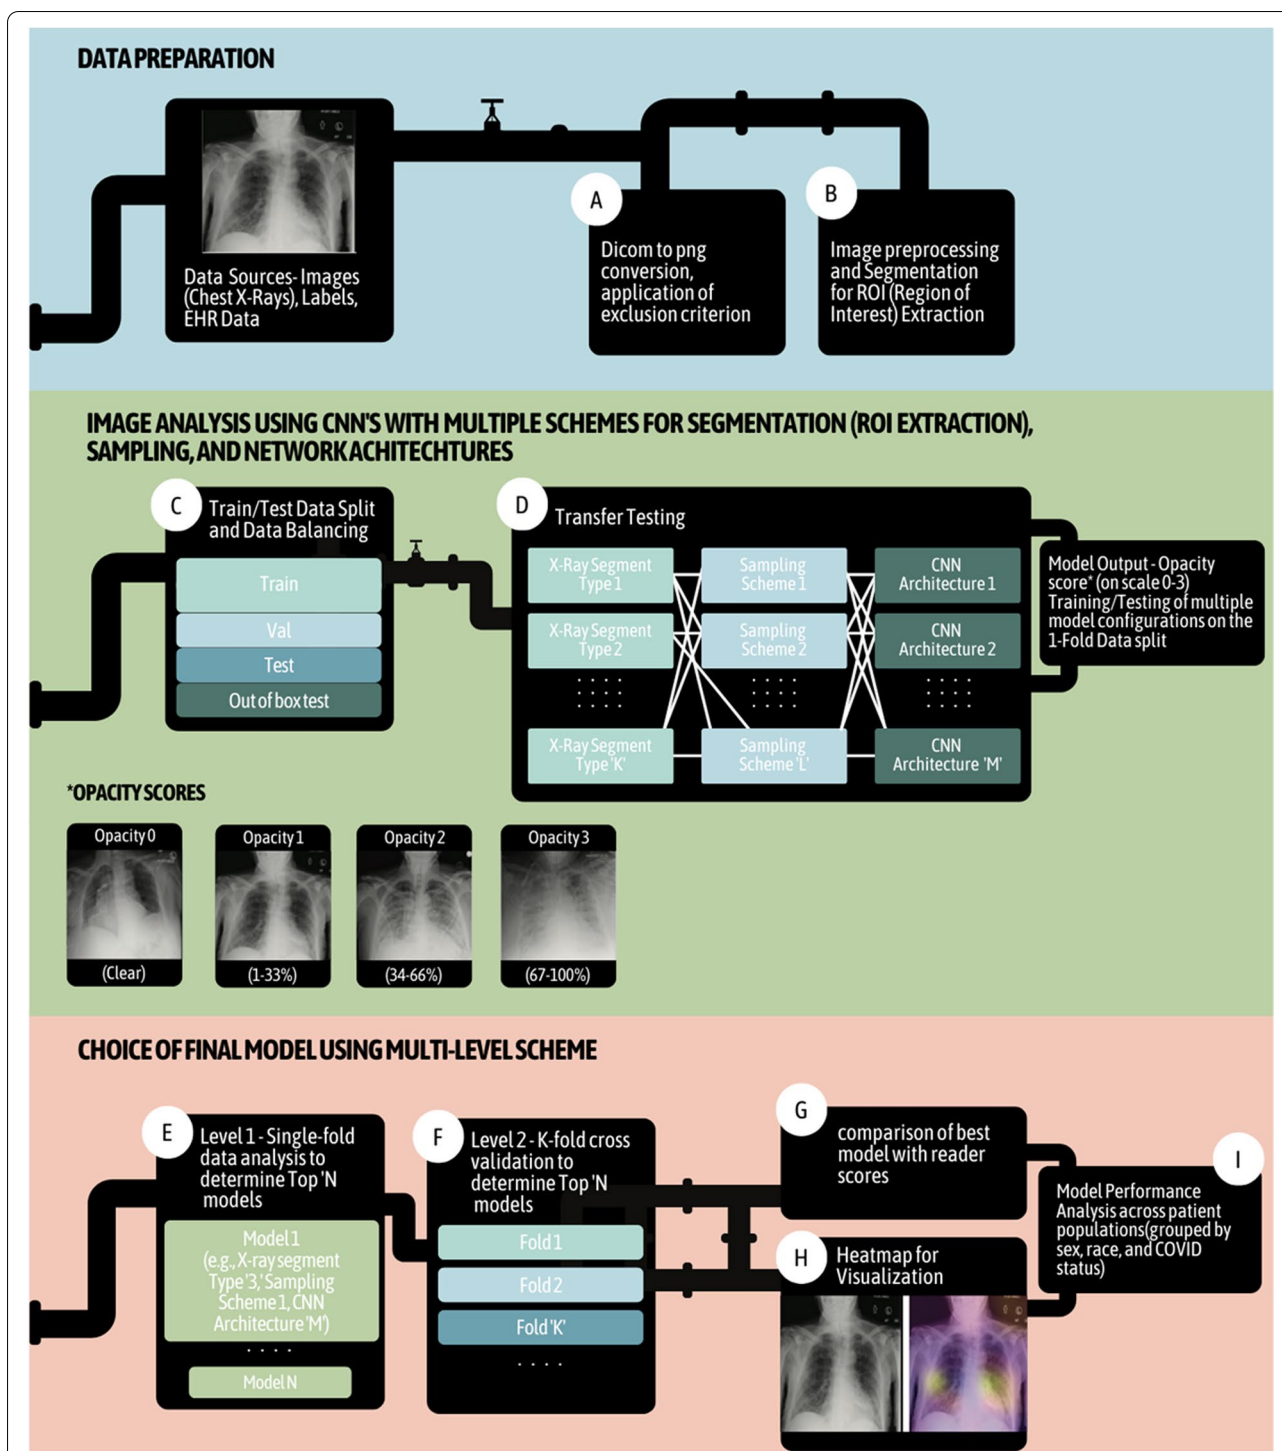 DATA PREPARATION
Data Sources- Images
(Chest X-Rays), Labels,
EHR Data
A
Dicom to png
conversion,
application of
exclusion criterion
B
Image preprocessing
and Segmentation
for ROI (Region of
Interest) Extraction
IMAGE ANALYSIS USING CNN'S WITH MULTIPLE SCHEMES FOR SEGMENTATION (ROI EXTRACTION),
SAMPLING, AND NETWORK ACHITECHTURES
C
Train/Test Data Split
and Data Balancing
Train
Val
Test
Out of box test
D
Transfer Testing
X-Ray Segment
Type 1
Sampling
Scheme 1
CNN
Architecture 1
X-Ray Segment
Type 2
Sampling
Scheme 2
CNN
Architecture 2
X-Ray Segment
Type 'K'
Sampling
Scheme 'L'
CNN
Architecture 'M'
Model Output - Opacity
score* (on scale 0-3)
Training/Testing of multiple
model configurations on the
1-Fold Data split
*OPACITY SCORES
Opacity 0
(Clear)
Opacity 1
(1-33%)
Opacity 2
(34-66%)
Opacity 3
(67-100%)
CHOICE OF FINAL MODEL USING MULTI-LEVEL SCHEME
E
Level 1 - Single-fold
data analysis to
determine Top 'N
models
Model 1
(e.g., X-ray segment
Type '3,' Sampling
Scheme 1, CNN
Architecture 'M')
. . . .
Model N
F
Level 2 - K-fold cross
validation to
determine Top 'N
models
Fold 1
Fold 2
Fold 'K'
. . . .
G
comparison of best
model with reader
scores
H
Heatmap for
Visualization
I
Model Performance
Analysis across patient
populations(grouped by
sex, race, and COVID
status)